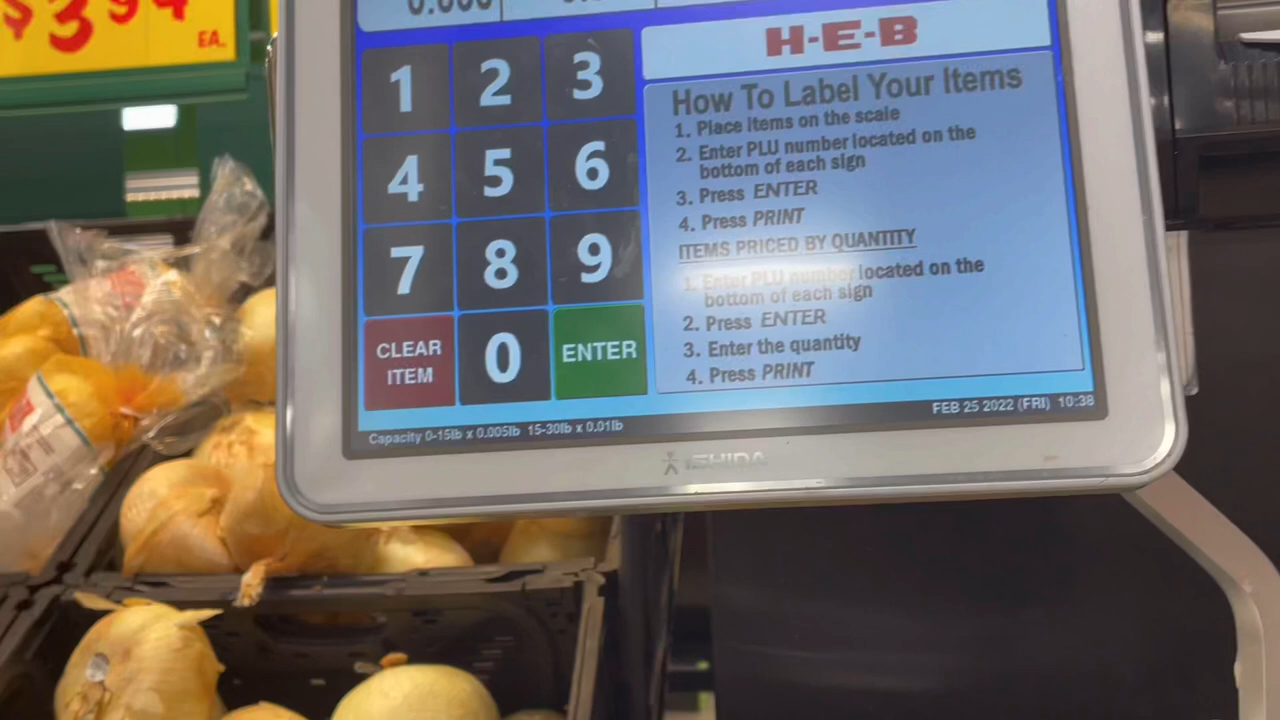 $394
EA.
0.000
H-E-B
1 2 3
4 5 6
7 8 9
CLEAR ITEM 0 ENTER
How To Label Your Items
1. Place items on the scale
2. Enter PLU number located on the
bottom of each sign
3. Press ENTER
4. Press PRINT
ITEMS PRICED BY QUANTITY
1. Enter PLU number located on the
bottom of each sign
2. Press ENTER
3. Enter the quantity
4. Press PRINT
Capacity 0-15lb x 0.005lb 15-30lb x 0.01lb
FEB 25 2022 (FRI) 10:38
ISHIDA